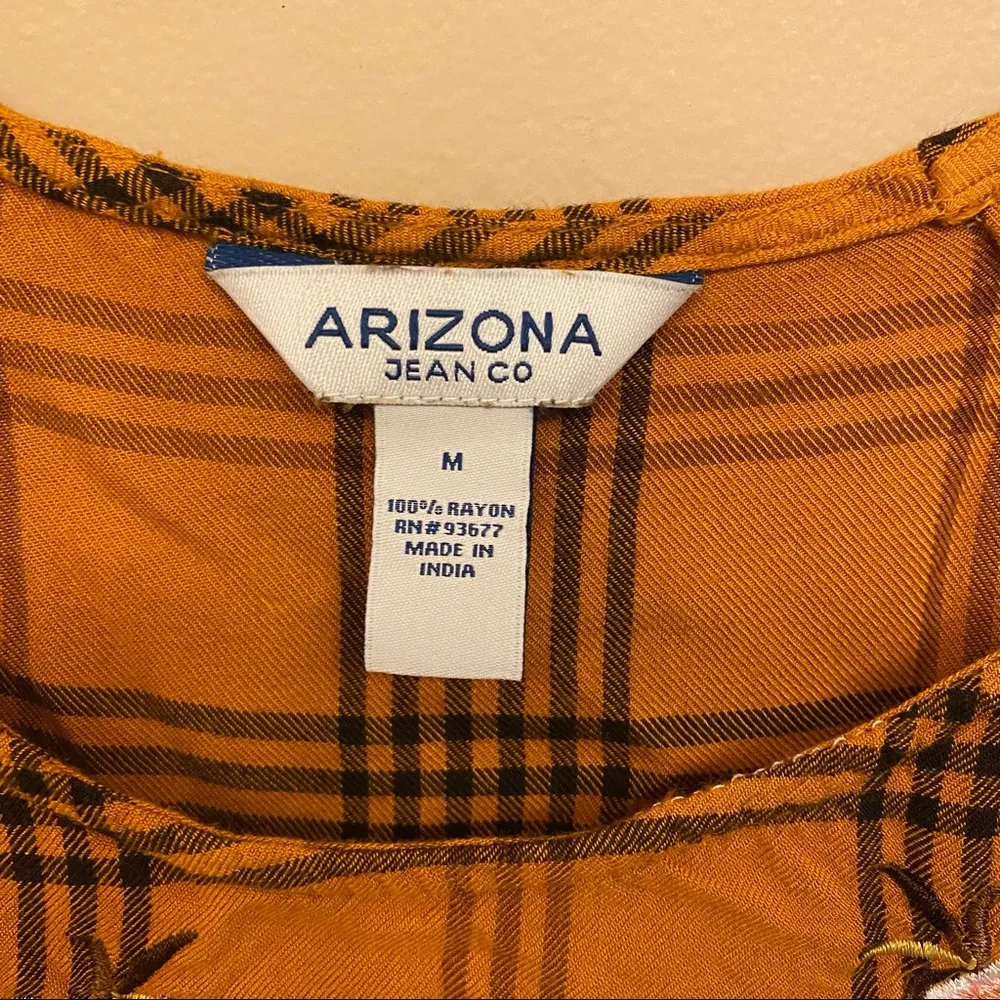 ARIZONA
JEAN CO
M
100% RAYON
RN#93677
MADE IN
INDIA